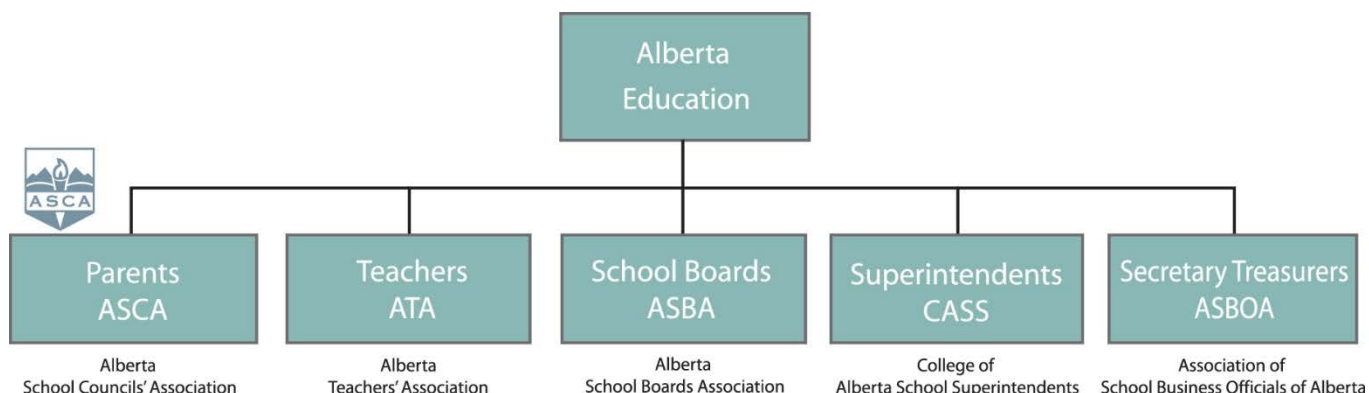 Alberta
Education
ASCA
Parents
ASCA
Teachers
ATA
School Boards
ASBA
Superintendents
CASS
Secretary Treasurers
ASBOA
Alberta
School Councils' Association
Alberta
Teachers' Association
Alberta
School Boards Association
College of
Alberta School Superintendents
Association of
School Business Officials of Alberta